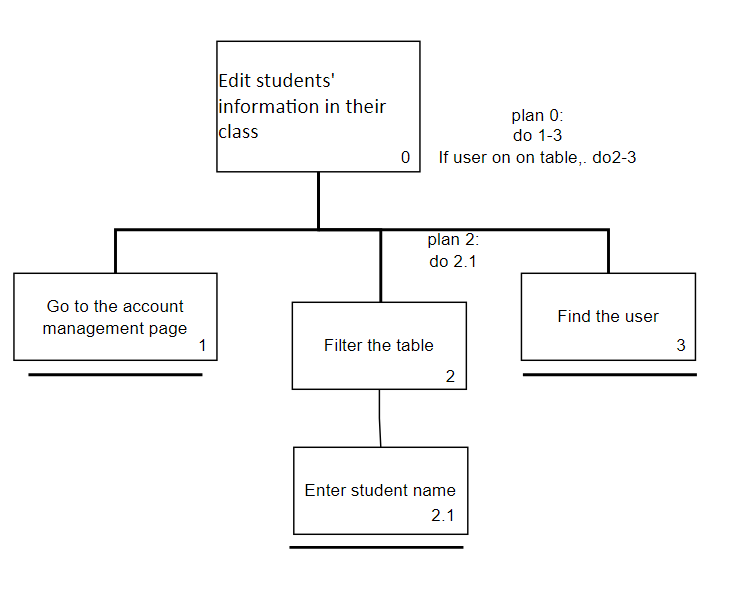 Edit students'
information in their
class
0
plan 0:
do 1-3
If user on on table,. do2-3
plan 2:
do 2.1
Go to the account
management page
1
Filter the table
2
Find the user
3
Enter student name
2.1